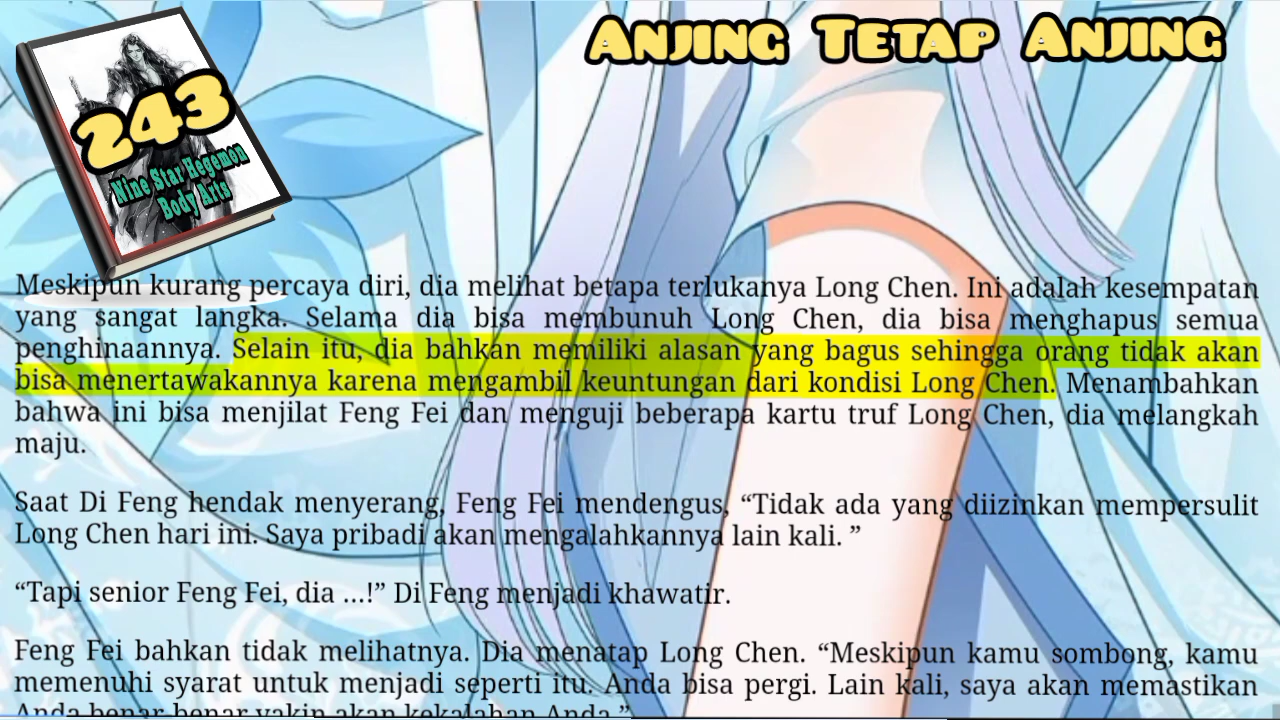 Anjing Tetap Anjing
243
Nine Star Hegemon
Body Arts
Meskipun kurang percaya diri, dia melihat betapa terlukanya Long Chen. Ini adalah kesempatan
yang sangat langka. Selama dia bisa membunuh Long Chen, dia bisa menghapus semua
penghinaannya. Selain itu, dia bahkan memiliki alasan yang bagus sehingga orang tidak akan
bisa menertawakannya karena mengambil keuntungan dari kondisi Long Chen. Menambahkan
bahwa ini bisa menjilat Feng Fei dan menguji beberapa kartu truf Long Chen, dia melangkah
maju.
Saat Di Feng hendak menyerang, Feng Fei mendengus, “Tidak ada yang diizinkan mempersulit
Long Chen hari ini. Saya pribadi akan mengalahkannya lain kali. ”
“Tapi senior Feng Fei, dia ...!” Di Feng menjadi khawatir.
Feng Fei bahkan tidak melihatnya. Dia menatap Long Chen. “Meskipun kamu sombong, kamu
memenuhi syarat untuk menjadi seperti itu. Anda bisa pergi. Lain kali, saya akan memastikan
Anda benar-benar yakin akan kekalahan Anda.”